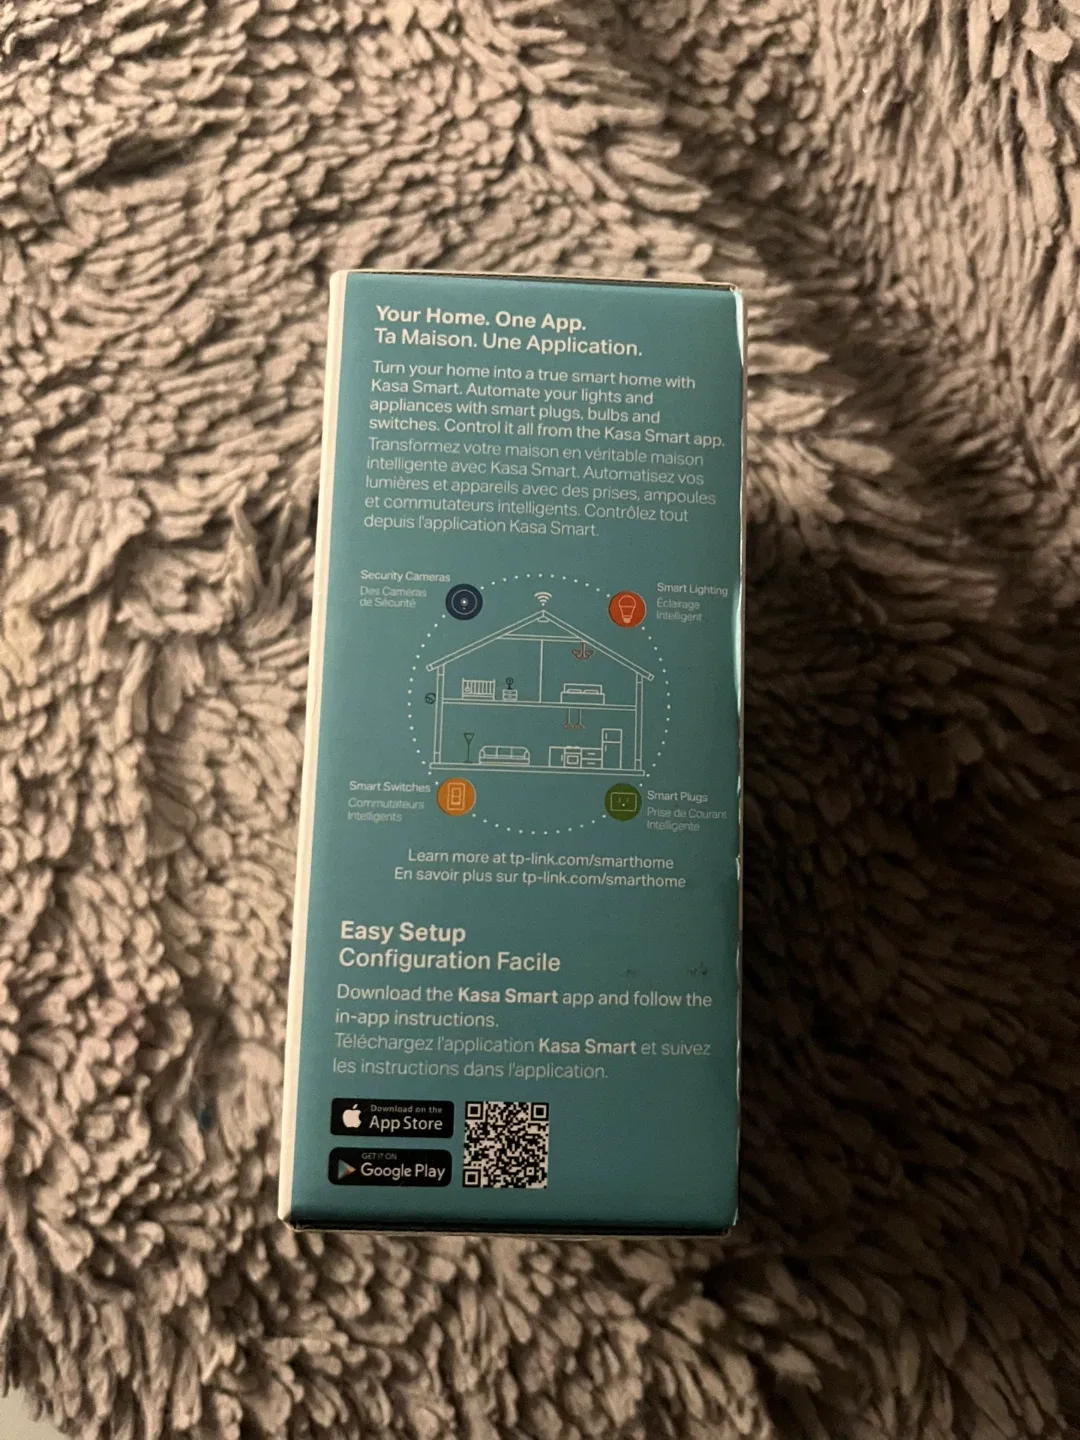 Your Home. One App.
Ta Maison. Une Application.
Turn your home into a true smart home with
Kasa Smart. Automate your lights and
appliances with smart plugs, bulbs and
switches. Control it all from the Kasa Smart app.
Transformez votre maison en véritable maison
intelligente avec Kasa Smart. Automatisez vos
lumières et appareils avec des prises, ampoules
et commutateurs intelligents. Contrôlez tout
depuis l'application Kasa Smart.
Security Cameras
Des Caméras
de Sécurité
Smart Lighting
Éclairage
Intelligent
Smart Switches
Commutateurs
Intelligents
Smart Plugs
Prise de Courant
Intelligente
Learn more at tp-link.com/smarthome
En savoir plus sur tp-link.com/smarthome
Easy Setup
Configuration Facile
Download the Kasa Smart app and follow the
in-app instructions.
Téléchargez l'application Kasa Smart et suivez
les instructions dans l'application.
Download on the
App Store
GET IT ON
Google Play